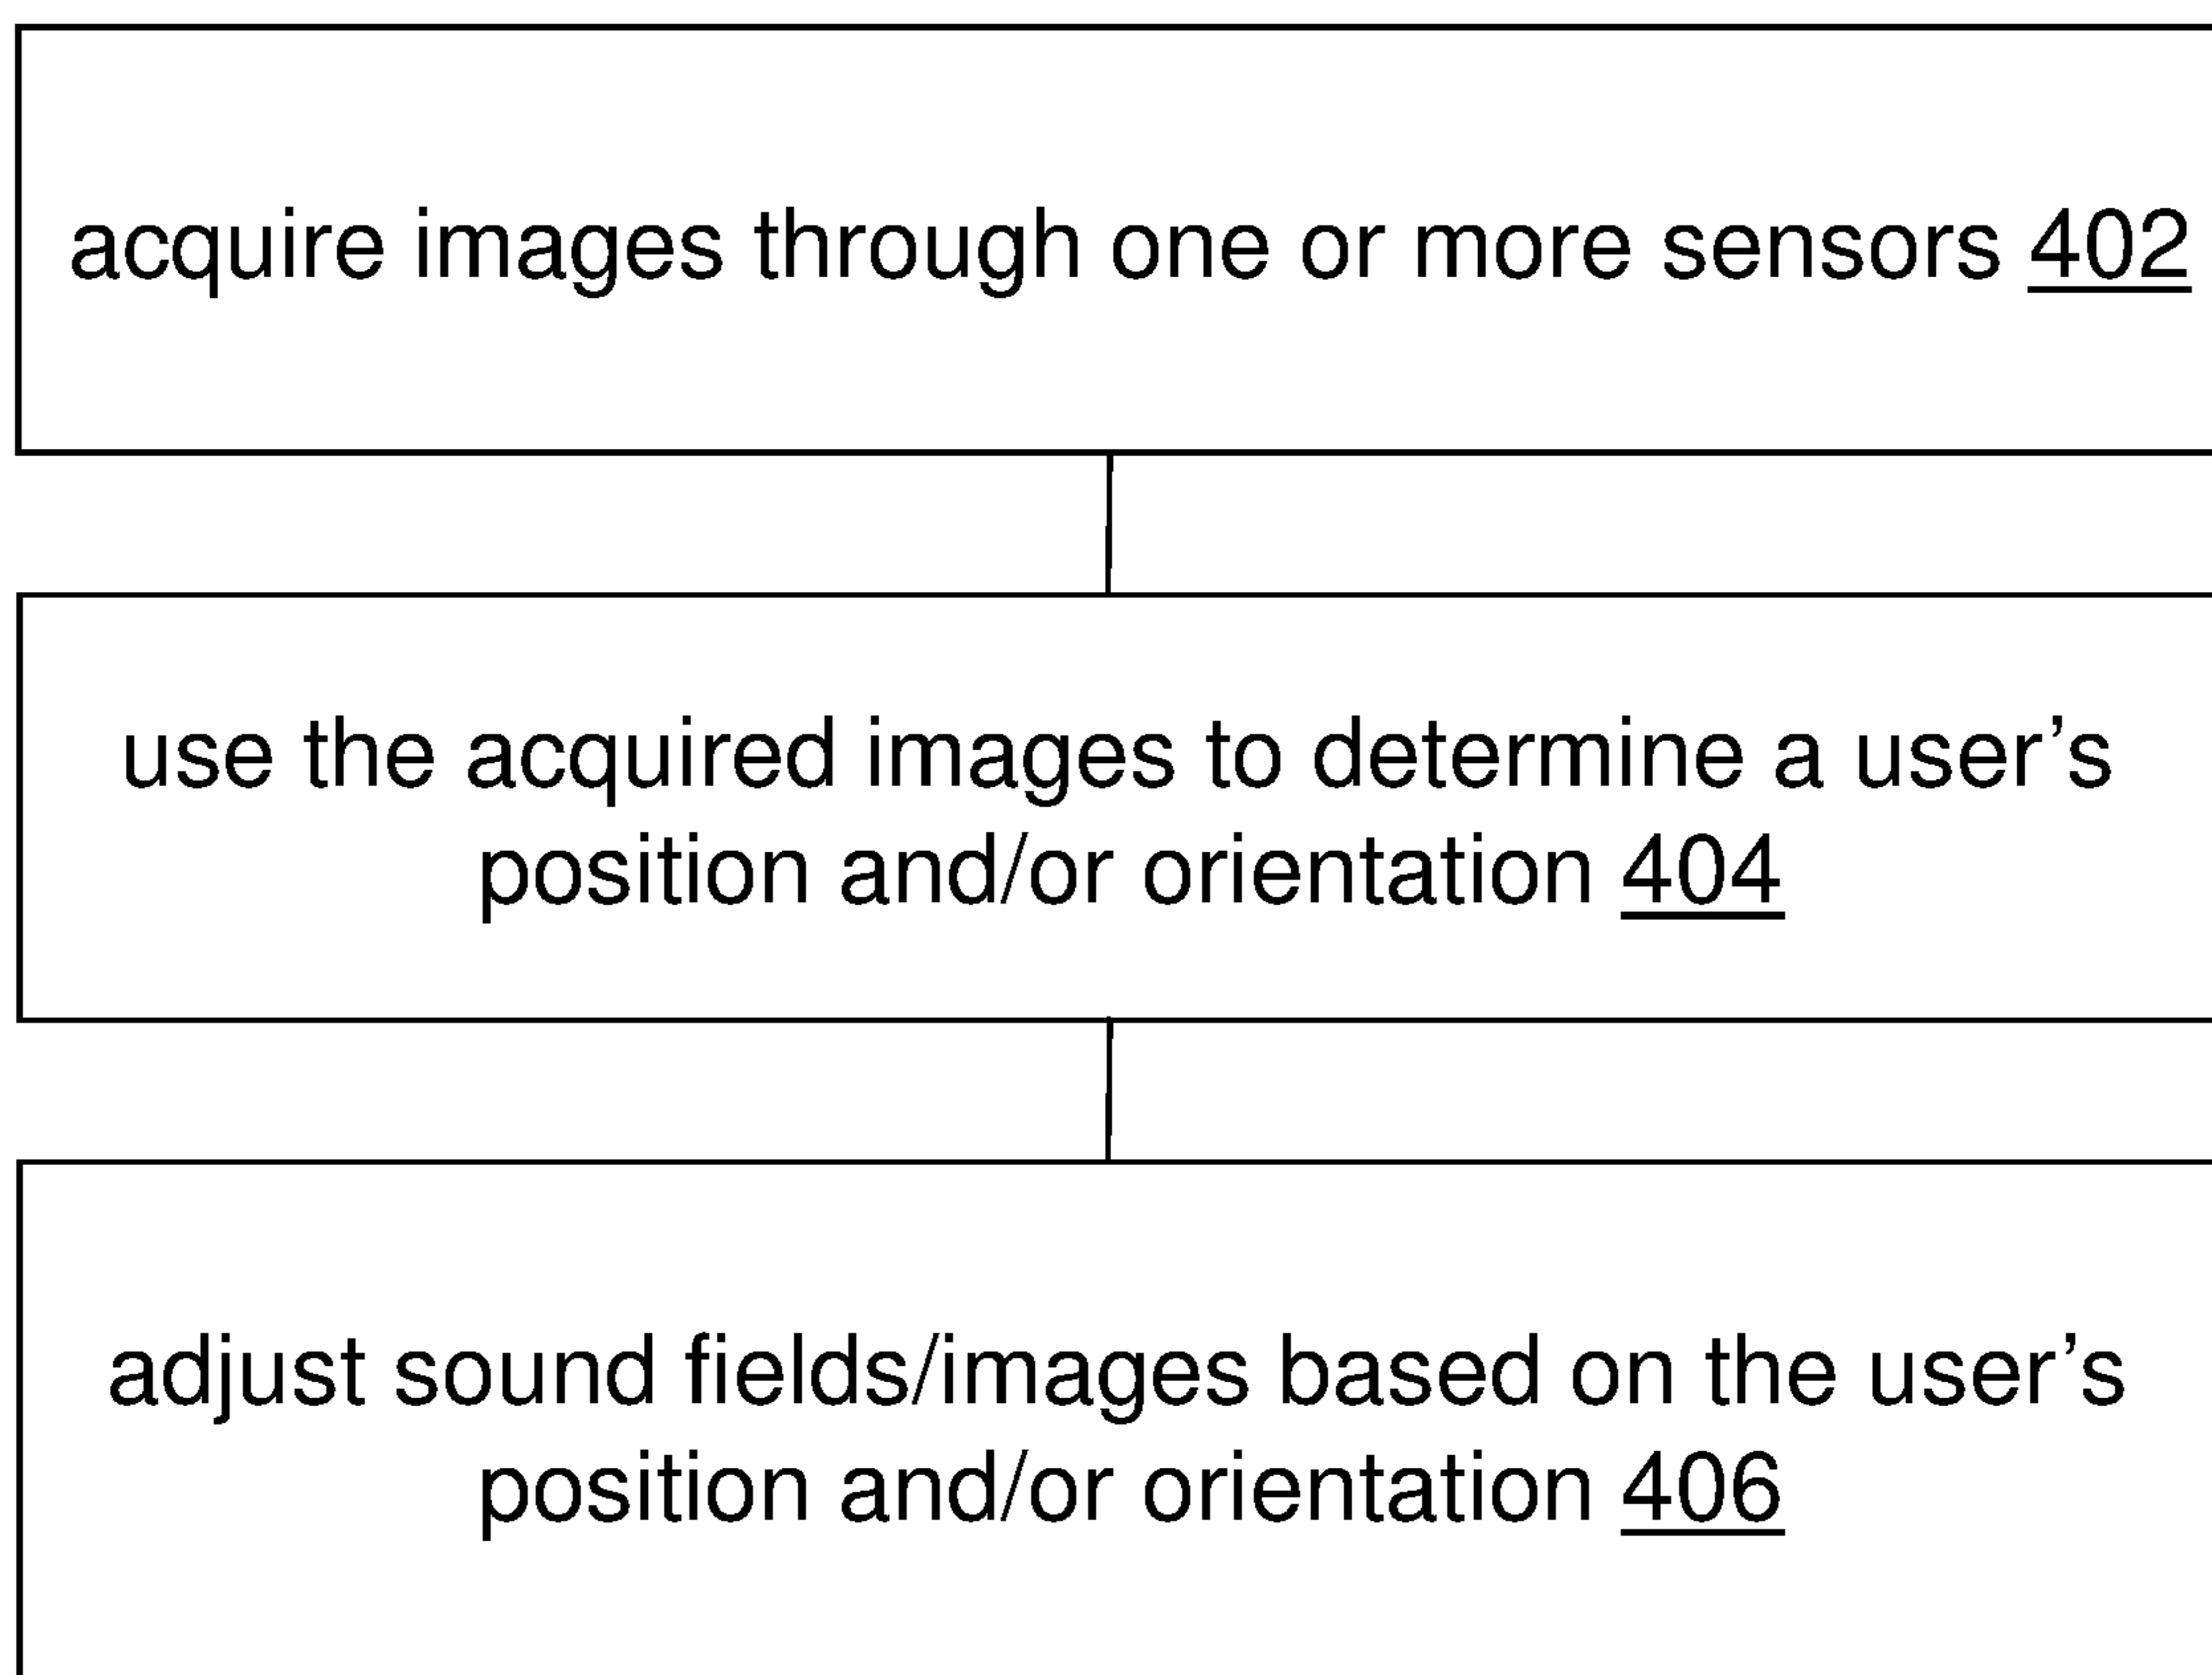 acquire images through one or more sensors 402
use the acquired images to determine a user’s
position and/or orientation 404
adjust sound fields/images based on the user’s
position and/or orientation 406